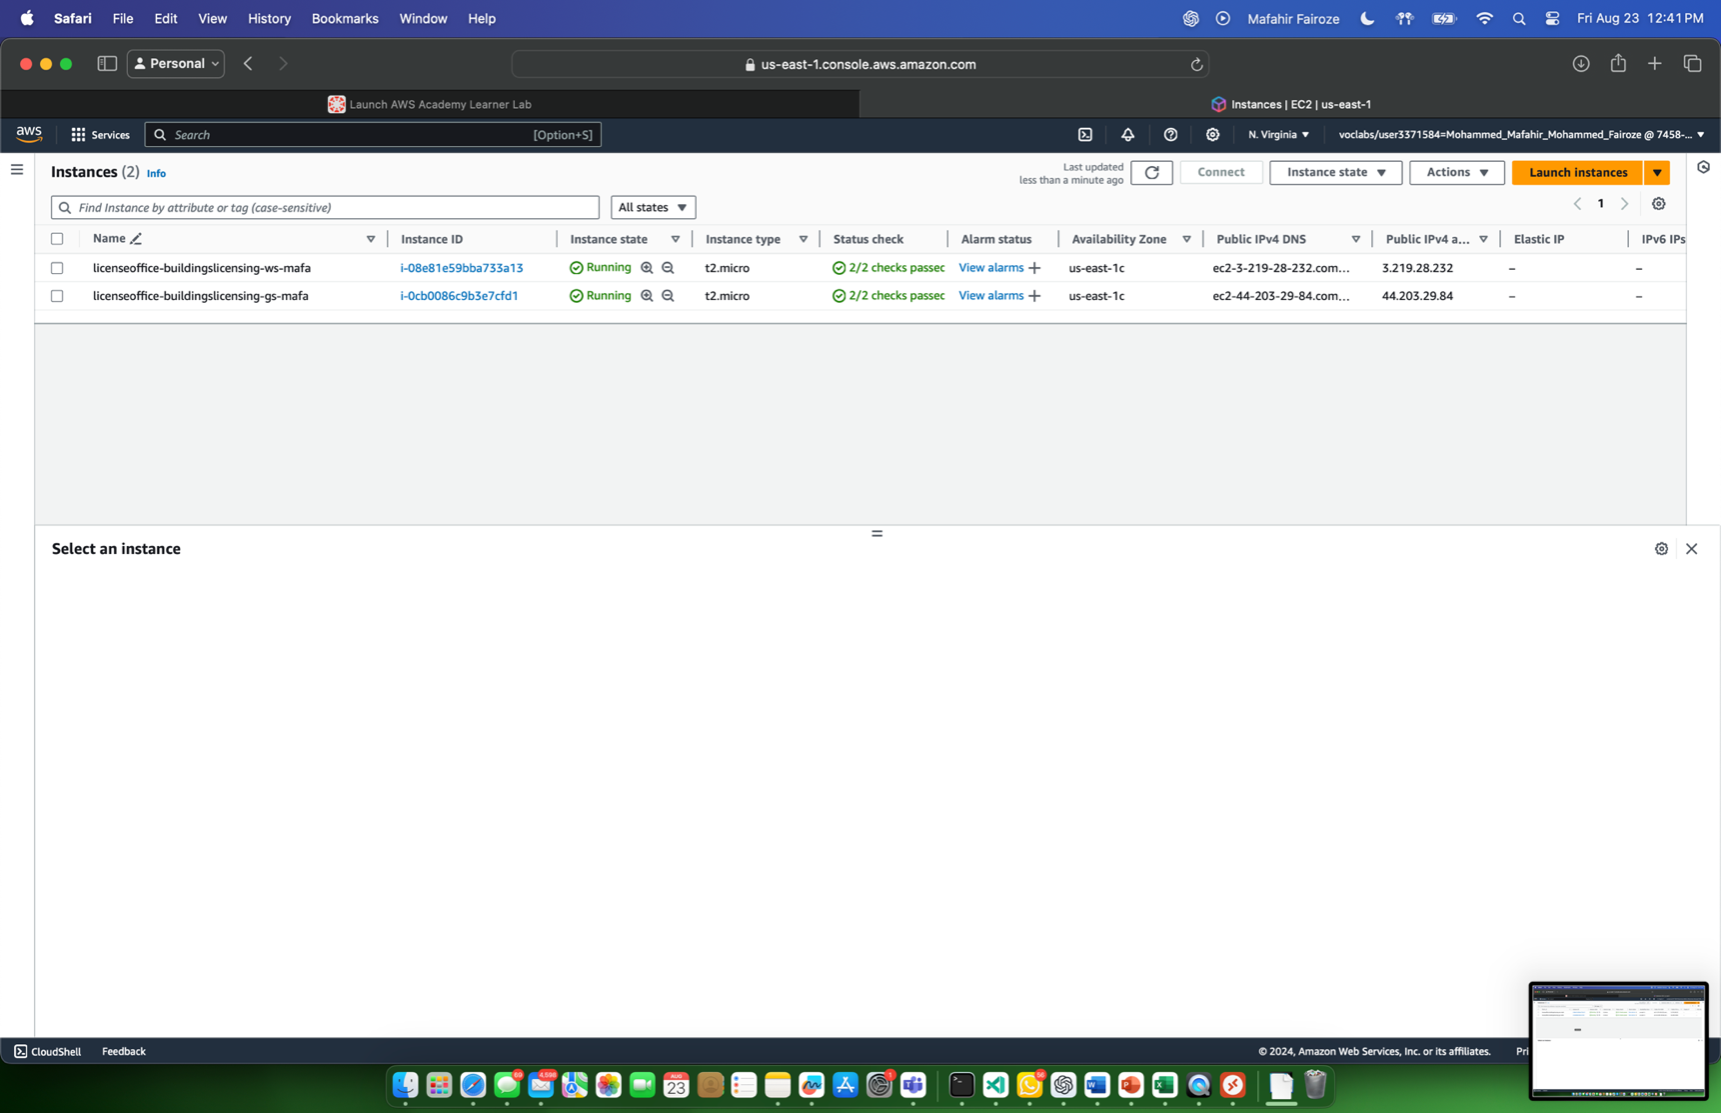 Safari File Edit View History Bookmarks Window Help Mafahir Fairoze Fri Aug 23 12:41 PM
Personal us-east-1.console.aws.amazon.com
Launch AWS Academy Learner Lab Instances | EC2 | us-east-1
aws Services Search [Option+S] N. Virginia voclabs/user3371584=Mohammed_Mafahir_Mohammed_Fairoze @ 7458-...
Instances (2) Info Last updated less than a minute ago Connect Instance state Actions Launch instances
Find Instance by attribute or tag (case-sensitive) All states 1
Name Instance ID Instance state Instance type Status check Alarm status Availability Zone Public IPv4 DNS Public IPv4 a... Elastic IP IPv6 IPs
licenseoffice-buildingslicensing-ws-mafa i-08e81e59bba733a13 Running t2.micro 2/2 checks passec View alarms + us-east-1c ec2-3-219-28-232.com... 3.219.28.232 – –
licenseoffice-buildingslicensing-gs-mafa i-0cb0086c9b3e7cfd1 Running t2.micro 2/2 checks passec View alarms + us-east-1c ec2-44-203-29-84.com... 44.203.29.84 – –
Select an instance
CloudShell Feedback © 2024, Amazon Web Services, Inc. or its affiliates. Pri
AUG 23